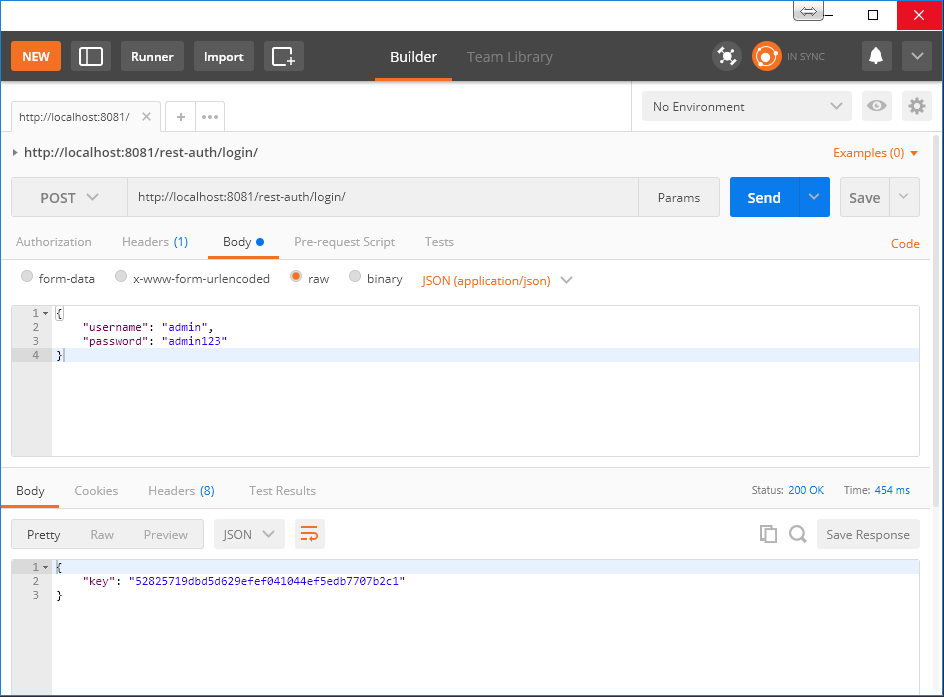 NEW Runner Import Builder Team Library IN SYNC
http://localhost:8081/ No Environment
http://localhost:8081/rest-auth/login/ Examples (0)
POST http://localhost:8081/rest-auth/login/ Params Send Save
Authorization Headers (1) Body Pre-request Script Tests Code
form-data x-www-form-urlencoded raw binary JSON (application/json)
1 {
2 "username": "admin",
3 "password": "admin123"
4 }
Body Cookies Headers (8) Test Results Status: 200 OK Time: 454 ms
Pretty Raw Preview JSON Save Response
1 {
2 "key": "52825719dbd5d629efef041044ef5edb7707b2c1"
3 }